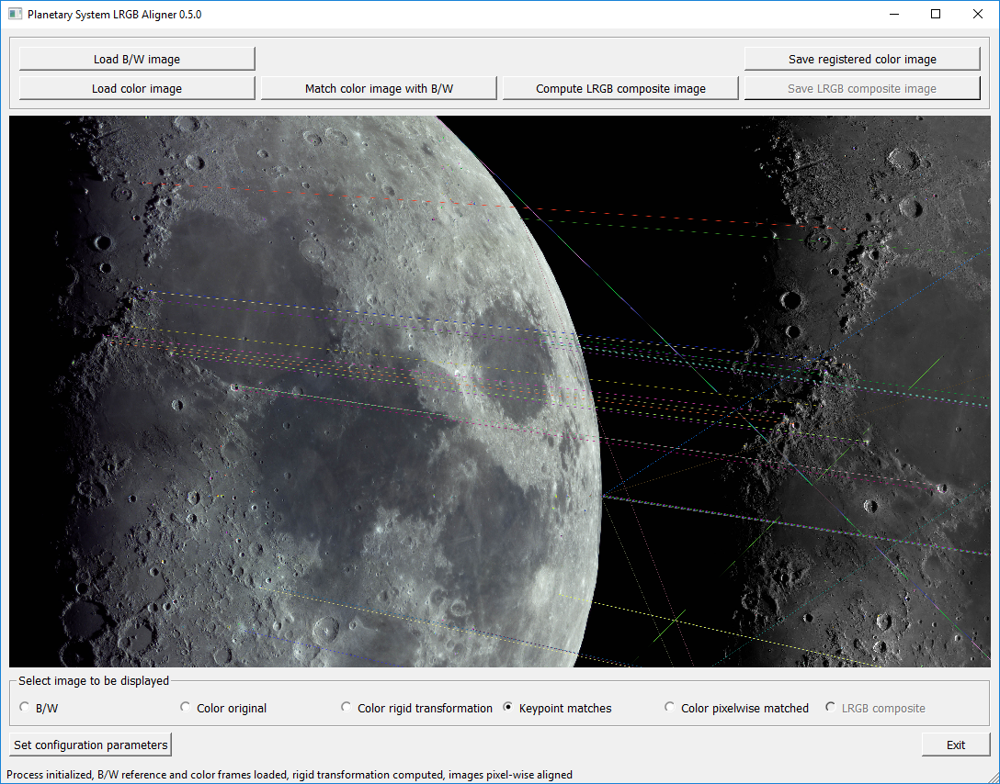 Planetary System LRGB Aligner 0.5.0
Load B/W image
Save registered color image
Load color image
Match color image with B/W
Compute LRGB composite image
Save LRGB composite image
Select image to be displayed
B/W
Color original
Color rigid transformation
Keypoint matches
Color pixelwise matched
LRGB composite
Set configuration parameters
Exit
Process initialized, B/W reference and color frames loaded, rigid transformation computed, images pixel-wise aligned